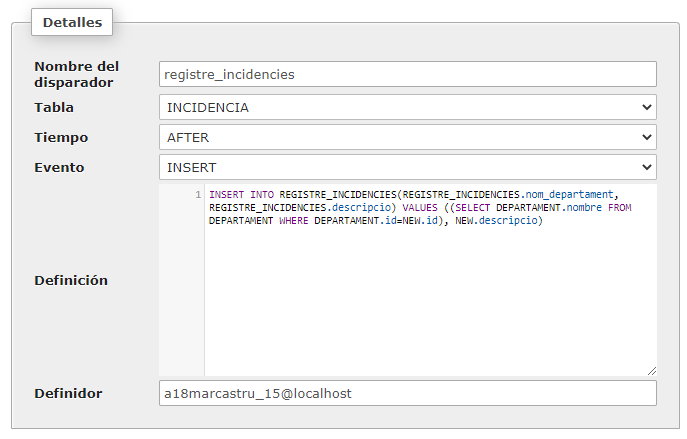 Detalles
Nombre del
disparador
registre_incidencies
Tabla
INCIDENCIA
Tiempo
AFTER
Evento
INSERT
Definición
1 INSERT INTO REGISTRE_INCIDENCIES(REGISTRE_INCIDENCIES.nom_departament,
REGISTRE_INCIDENCIES.descripcio) VALUES ((SELECT DEPARTAMENT.nombre FROM
DEPARTAMENT WHERE DEPARTAMENT.id=NEW.id), NEW.descripcio)
Definidor
a18marcastru_15@localhost